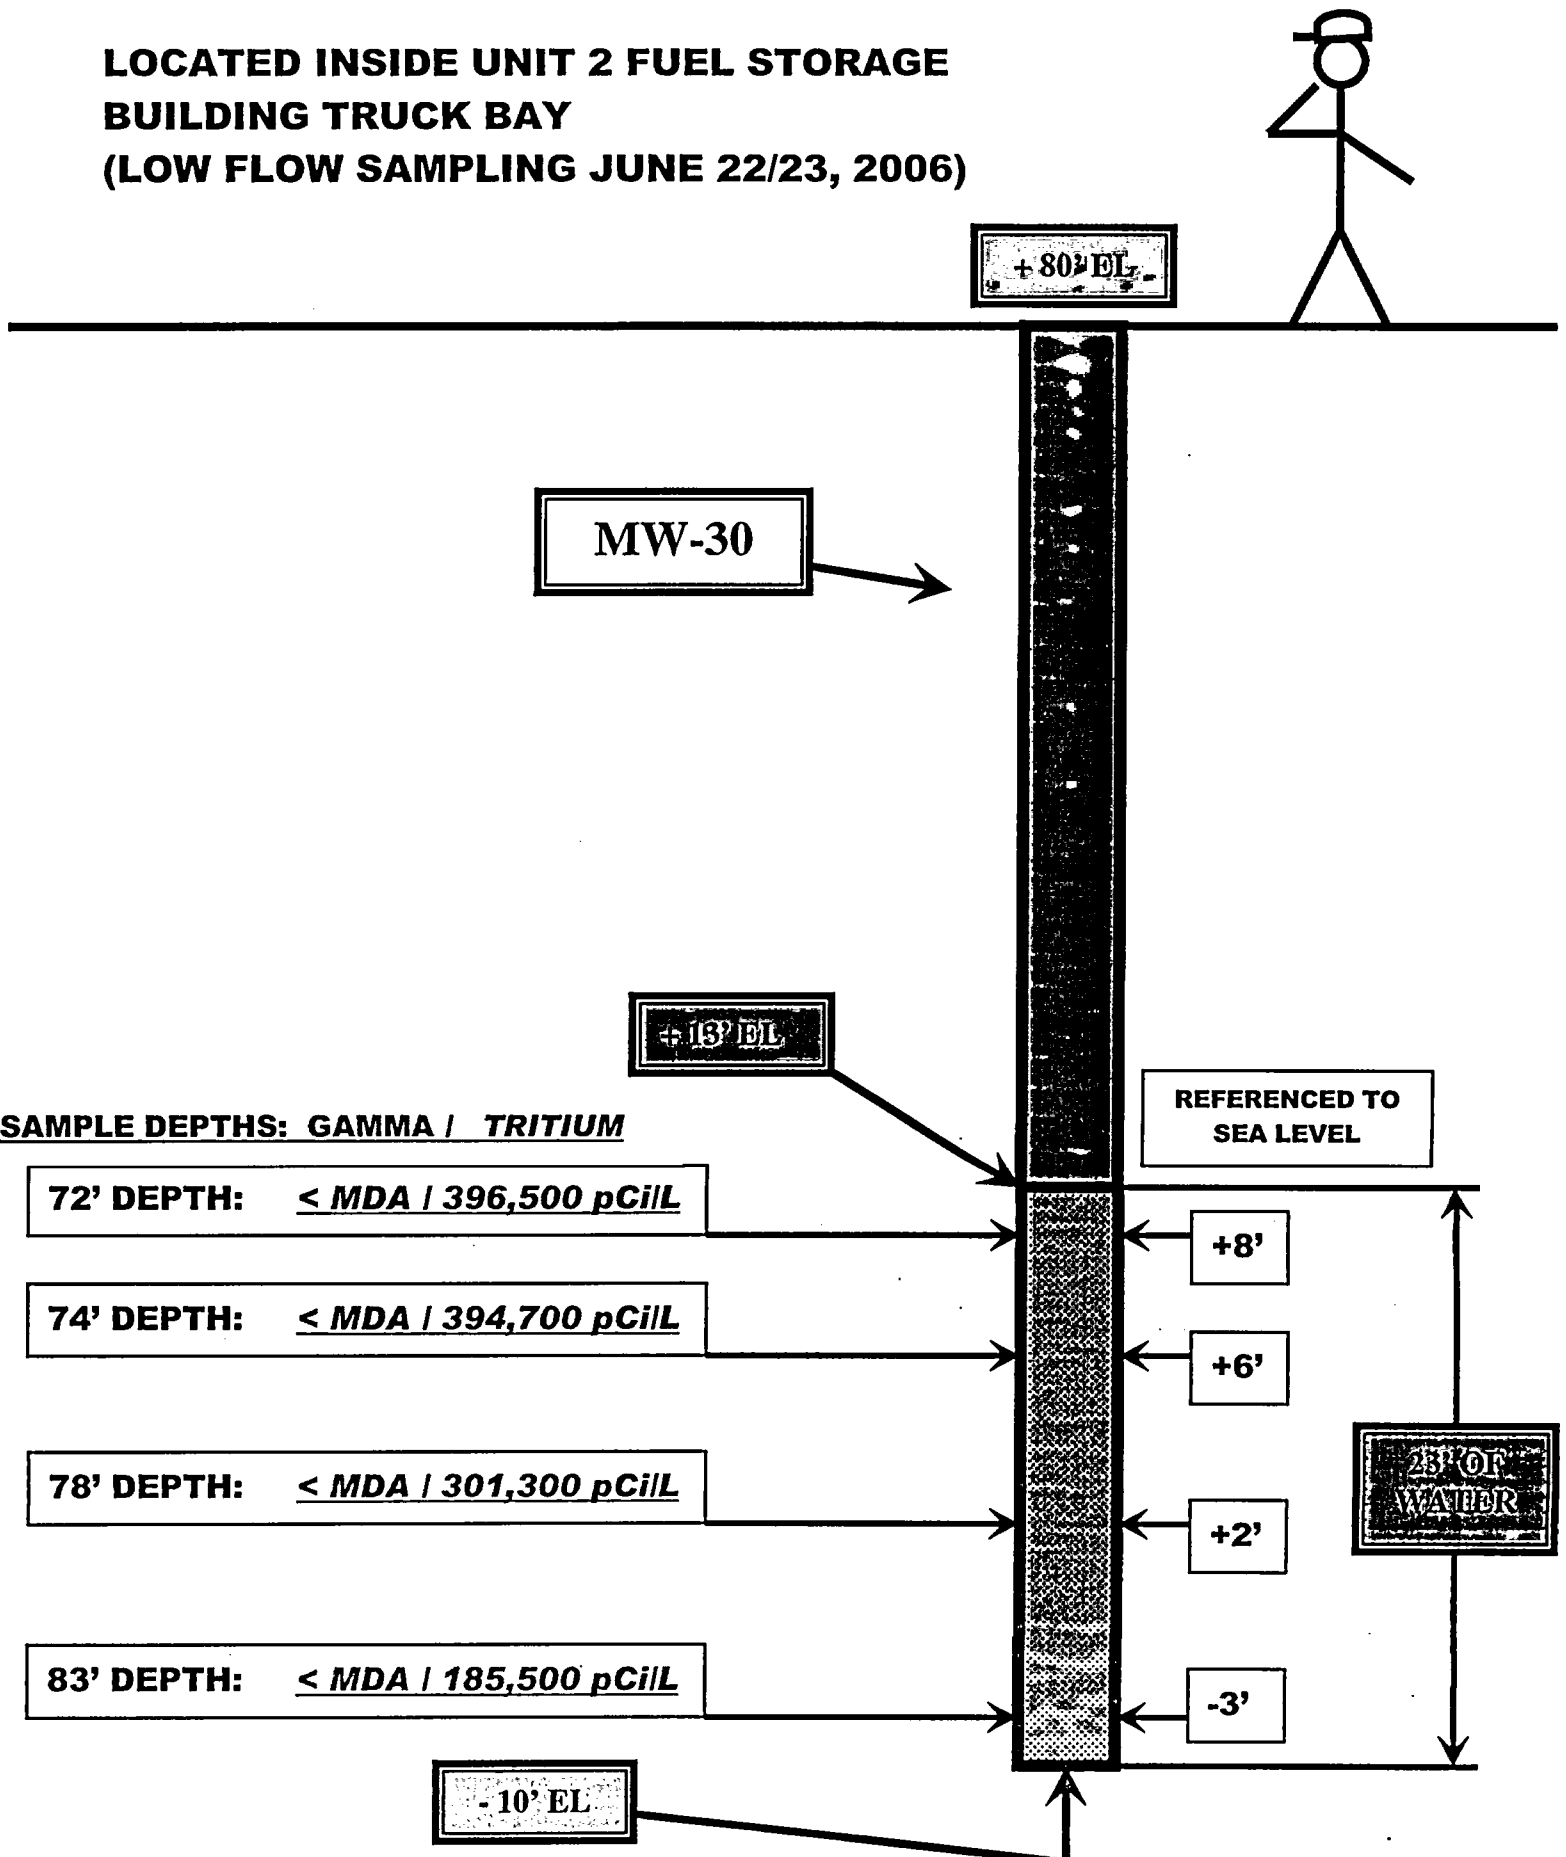 LOCATED INSIDE UNIT 2 FUEL STORAGE
BUILDING TRUCK BAY
(LOW FLOW SAMPLING JUNE 22/23, 2006)
+ 80' EL
MW-30
+ 13' EL
REFERENCED TO
SEA LEVEL
SAMPLE DEPTHS: GAMMA / TRITIUM
72' DEPTH: < MDA / 396,500 pCi/L
+8'
74' DEPTH: < MDA / 394,700 pCi/L
+6'
23' OF
WATER
78' DEPTH: < MDA / 301,300 pCi/L
+2'
83' DEPTH: < MDA / 185,500 pCi/L
-3'
- 10' EL